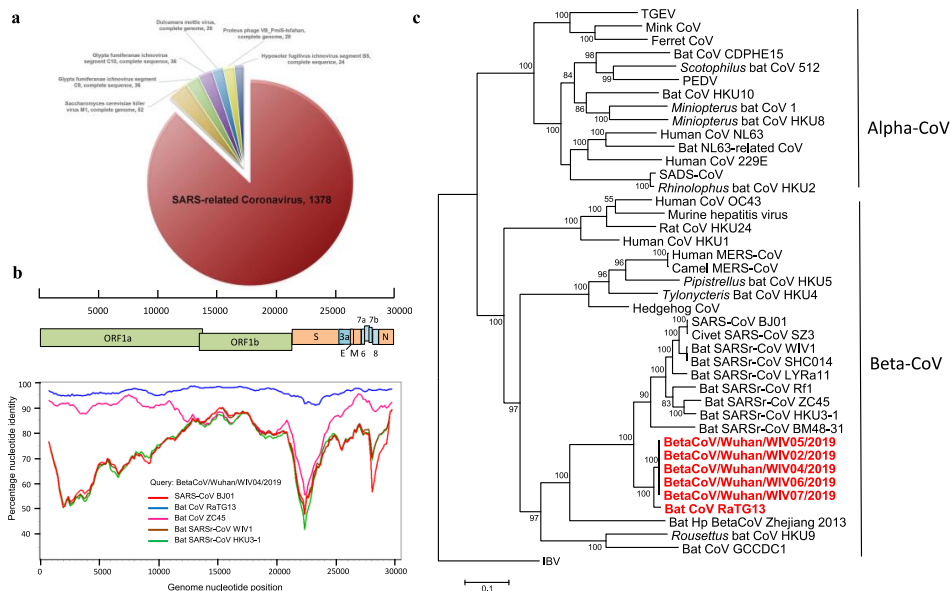 a
Dulcamara mottle virus,
complete genome, 28
Proteus phage VB_PmiS-Isfahan,
complete genome, 28
Glypta fumiferanae ichnovirus
segment C10, complete sequence, 36
Hyposoter fugitivus ichnovirus segment B5,
complete sequence, 24
Glypta fumiferanae ichnovirus segment
C9, complete sequence, 36
Saccharomyces cerevisiae killer
virus M1, complete genome, 52
SARS-related Coronavirus, 1378
b
5000 10000 15000 20000 25000 30000
7a 7b
ORF1a ORF1b S 3a N
E M 6 8
Percentage nucleotide identity
100
90
80
70
60
50
40
Query: BetaCoV/Wuhan/WIV04/2019
SARS-CoV BJ01
Bat CoV RaTG13
Bat CoV ZC45
Bat SARSr-CoV WIV1
Bat SARSr-CoV HKU3-1
0 5000 10000 15000 20000 25000 30000
Genome nucleotide position
c
TGEV
100
Mink CoV
100
Ferret CoV
100
Bat CoV CDPHE15
98
Scotophilus bat CoV 512
84
99
PEDV
Bat CoV HKU10
100
Miniopterus bat CoV 1
86
Miniopterus bat CoV HKU8
100
Human CoV NL63
100
Bat NL63-related CoV
100
Human CoV 229E
SADS-CoV
100
Rhinolophus bat CoV HKU2
Alpha-CoV
Human CoV OC43
55
Murine hepatitis virus
100
Rat CoV HKU24
100
Human CoV HKU1
100
Human MERS-CoV
100
Camel MERS-CoV
96
Pipistrellus bat CoV HKU5
96
Tylonycteris Bat CoV HKU4
100
Hedgehog CoV
SARS-CoV BJ01
100
Civet SARS-CoV SZ3
Bat SARSr-CoV WIV1
100
Bat SARSr-CoV SHC014
100
Bat SARSr-CoV LYRa11
100
Bat SARSr-CoV Rf1
100
90
Bat SARSr-CoV ZC45
83
Bat SARSr-CoV HKU3-1
Bat SARSr-CoV BM48-31
Beta-CoV
97
100
BetaCoV/Wuhan/WIV05/2019
BetaCoV/Wuhan/WIV02/2019
100
BetaCoV/Wuhan/WIV04/2019
100
BetaCoV/Wuhan/WIV06/2019
100
BetaCoV/Wuhan/WIV07/2019
Bat CoV RaTG13
97
Bat Hp BetaCoV Zhejiang 2013
Rousettus bat CoV HKU9
100
Bat CoV GCCDC1
IBV
0.1